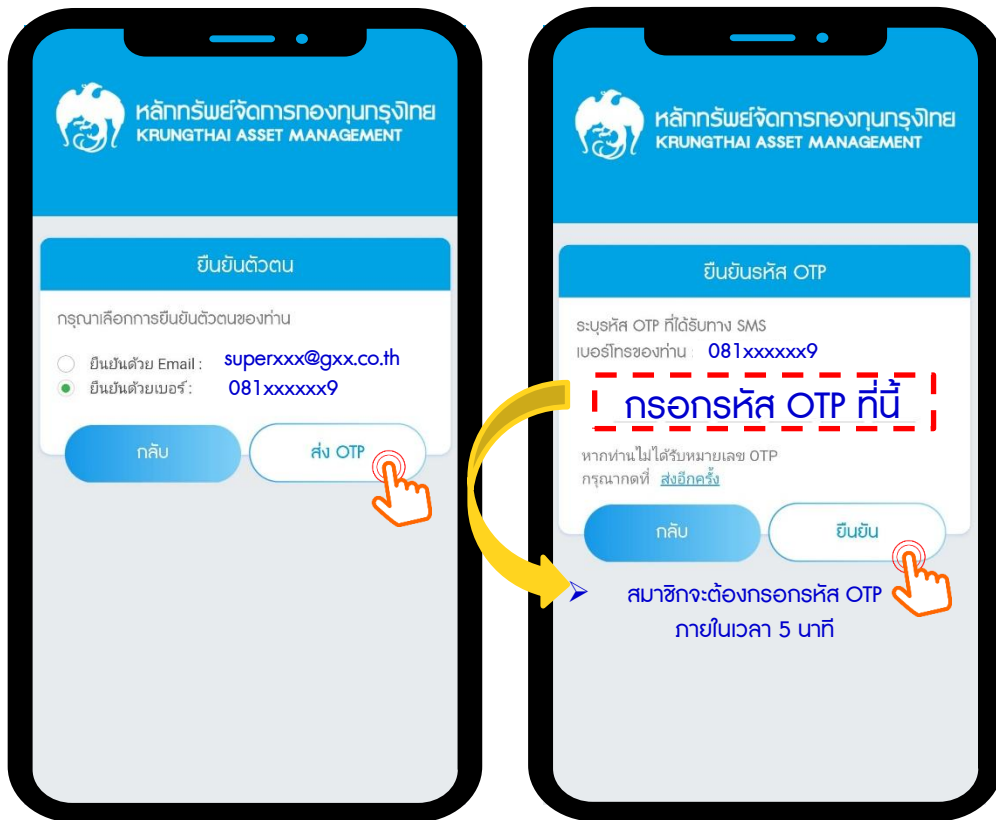 หลักทรัพย์จัดการกองทุนกรุงไทย
KRUNGTHAI ASSET MANAGEMENT
ยืนยันตัวตน
กรุณาเลือกการยืนยันตัวตนของท่าน
ยืนยันด้วย Email : superxxx@gxx.co.th
ยืนยันด้วยเบอร์ : 081xxxxxx9
กลับ
ส่ง OTP
หลักทรัพย์จัดการกองทุนกรุงไทย
KRUNGTHAI ASSET MANAGEMENT
ยืนยันรหัส OTP
ระบุรหัส OTP ที่ได้รับทาง SMS
เบอร์โทรของท่าน : 081xxxxxx9
กรอกรหัส OTP ที่นี้
หากท่านไม่ได้รับหมายเลข OTP
กรุณากดที่ ส่งอีกครั้ง
กลับ
ยืนยัน
➢ สมาชิกจะต้องกรอกรหัส OTP
ภายในเวลา 5 นาที